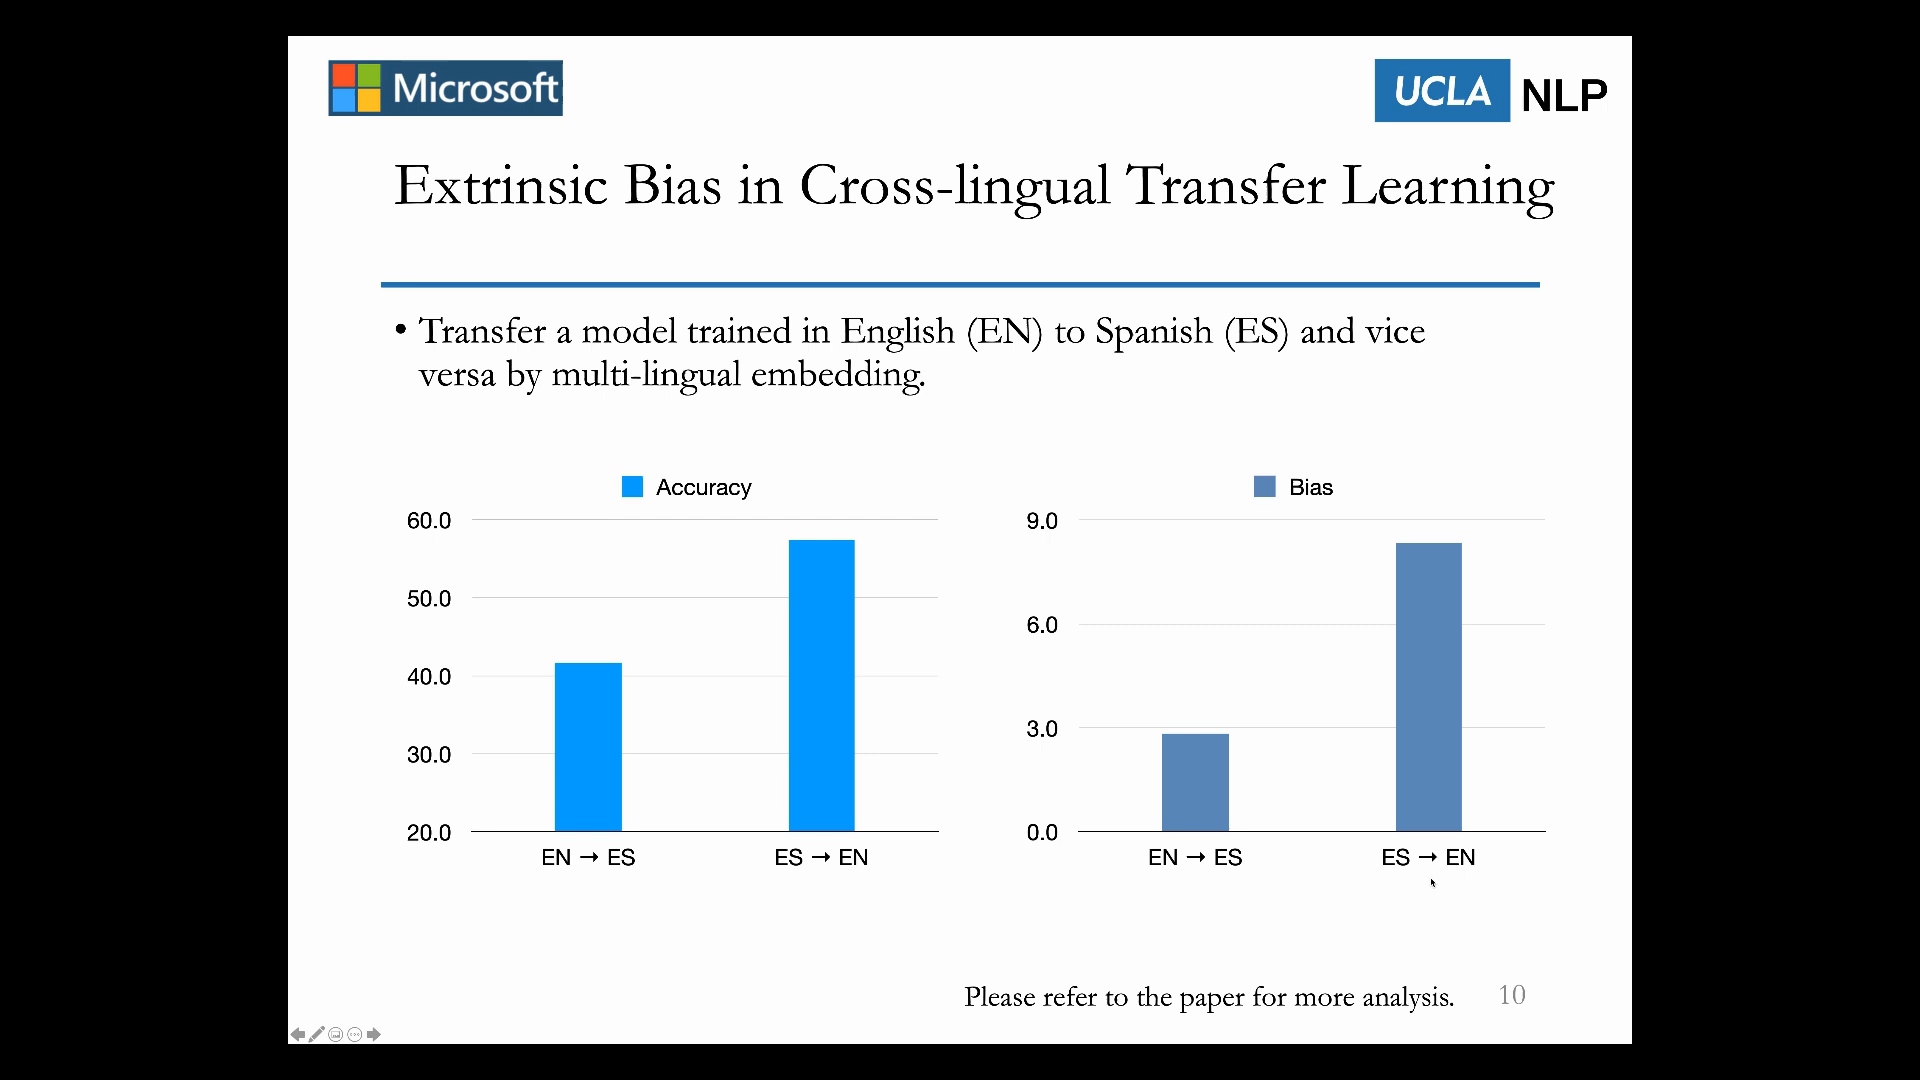 Microsoft
UCLA NLP
Extrinsic Bias in Cross-lingual Transfer Learning
• Transfer a model trained in English (EN) to Spanish (ES) and vice
versa by multi-lingual embedding.
Accuracy
60.0
50.0
40.0
30.0
20.0
EN → ES
ES → EN
Bias
9.0
6.0
3.0
0.0
EN → ES
ES → EN
Please refer to the paper for more analysis.
10